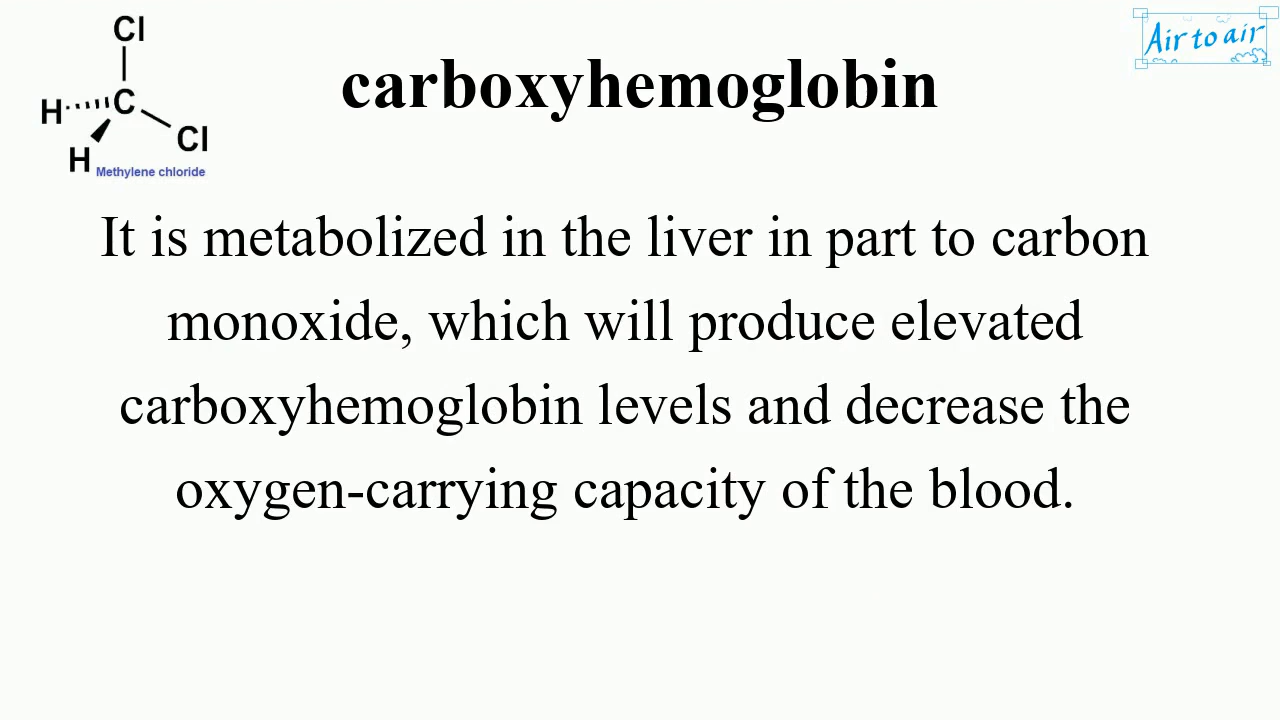 Cl
H C
Cl
H
Methylene chloride
Air to air
carboxyhemoglobin
It is metabolized in the liver in part to carbon
monoxide, which will produce elevated
carboxyhemoglobin levels and decrease the
oxygen-carrying capacity of the blood.